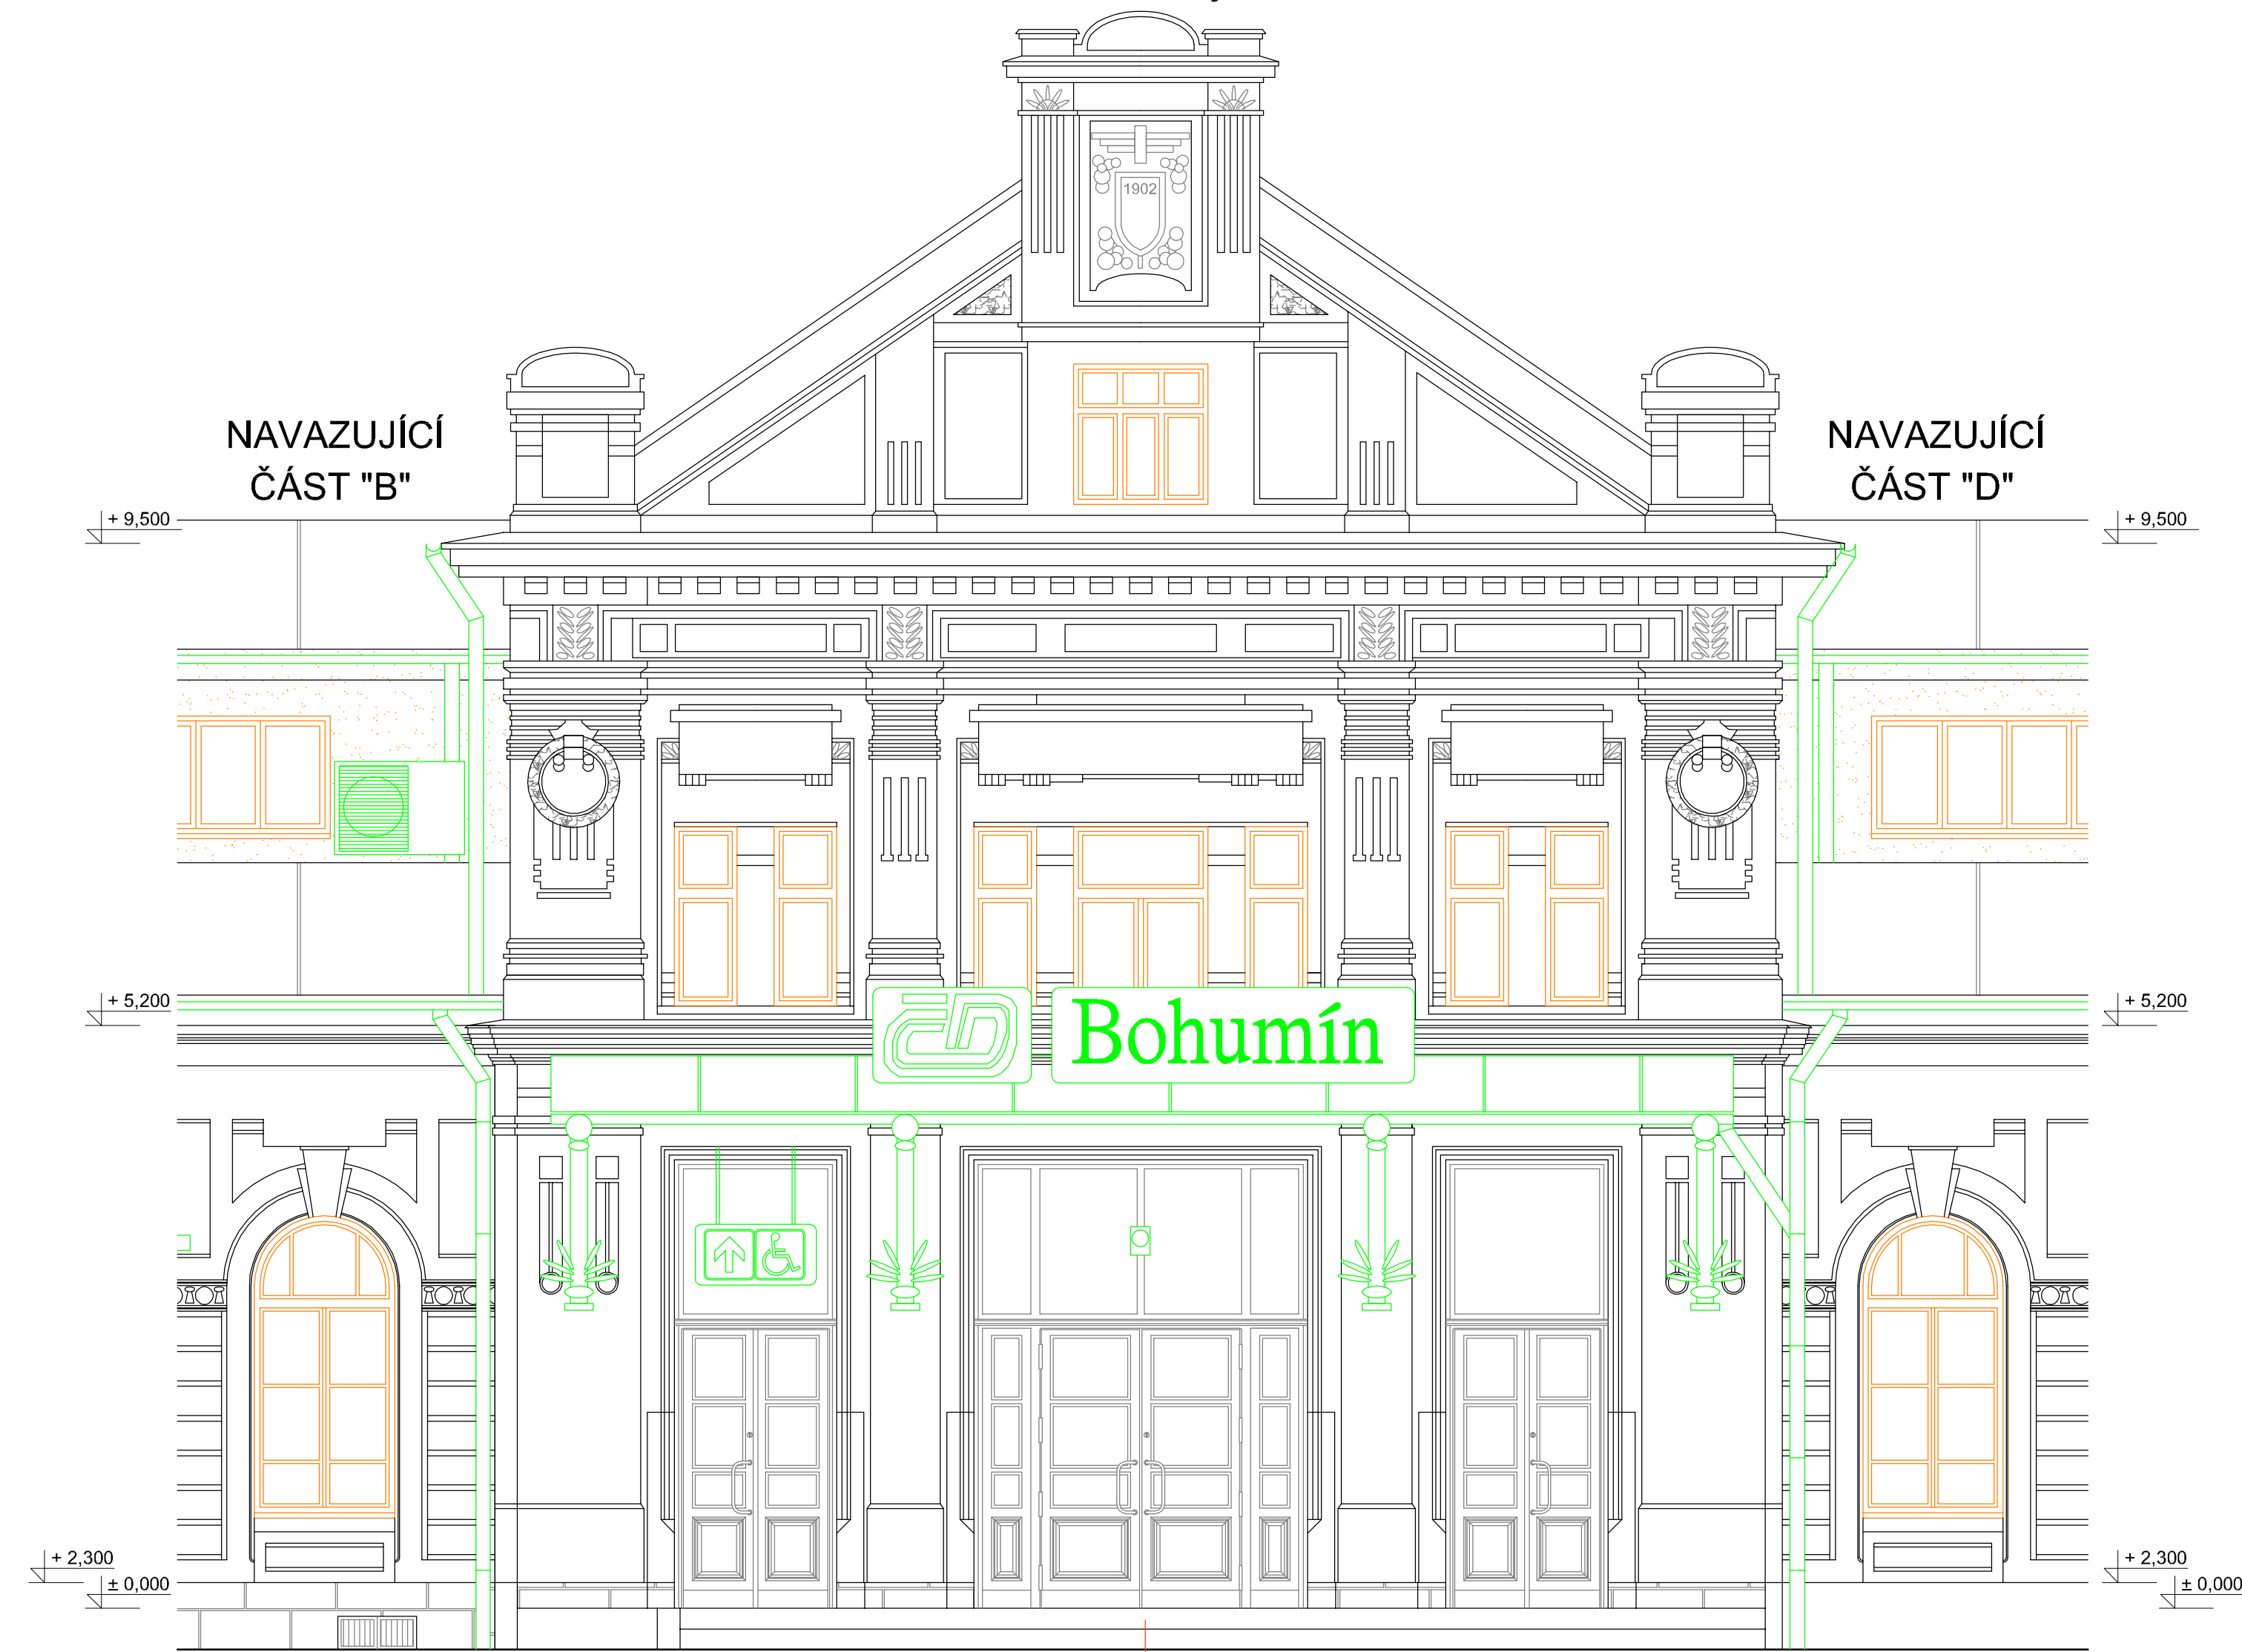 1902
NAVAZUJÍCÍ
ČÁST "B"
NAVAZUJÍCÍ
ČÁST "D"
+ 9,500
+ 9,500
+ 5,200
+ 5,200
ČD
Bohumín
+ 2,300
± 0,000
+ 2,300
± 0,000